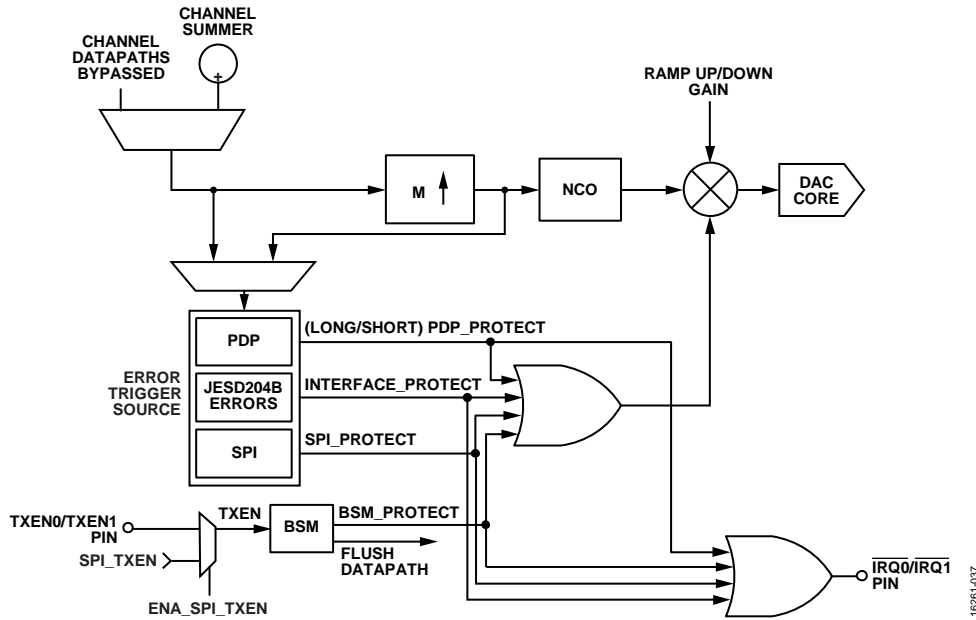 CHANNEL
SUMMER
CHANNEL
DATAPATHS
BYPASSED
+
RAMP UP/DOWN
GAIN
M
NCO
DAC
CORE
ERROR
TRIGGER
SOURCE
PDP
(LONG/SHORT) PDP_PROTECT
JESD204B
ERRORS
INTERFACE_PROTECT
SPI
SPI_PROTECT
TXEN0/TXEN1
PIN
TXEN
BSM
BSM_PROTECT
SPI_TXEN
FLUSH
DATAPATH
ENA_SPI_TXEN
IRQ0/IRQ1
PIN
16261-037